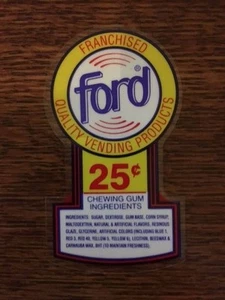 FRANCHISED
ford®
QUALITY VENDING PRODUCTS
25¢
CHEWING GUM
INGREDIENTS
INGREDIENTS: SUGAR, DEXTROSE, GUM BASE, CORN SYRUP,
MALTODEXTRIN, NATURAL & ARTIFICIAL FLAVORS, RESINOUS
GLAZE, GLYCERINE, ARTIFICIAL COLORS (INCLUDING BLUE 1,
RED 3, RED 40, YELLOW 5, YELLOW 6), LECITHIN, BEESWAX &
CARNAUBA WAX, BHT (TO MAINTAIN FRESHNESS).